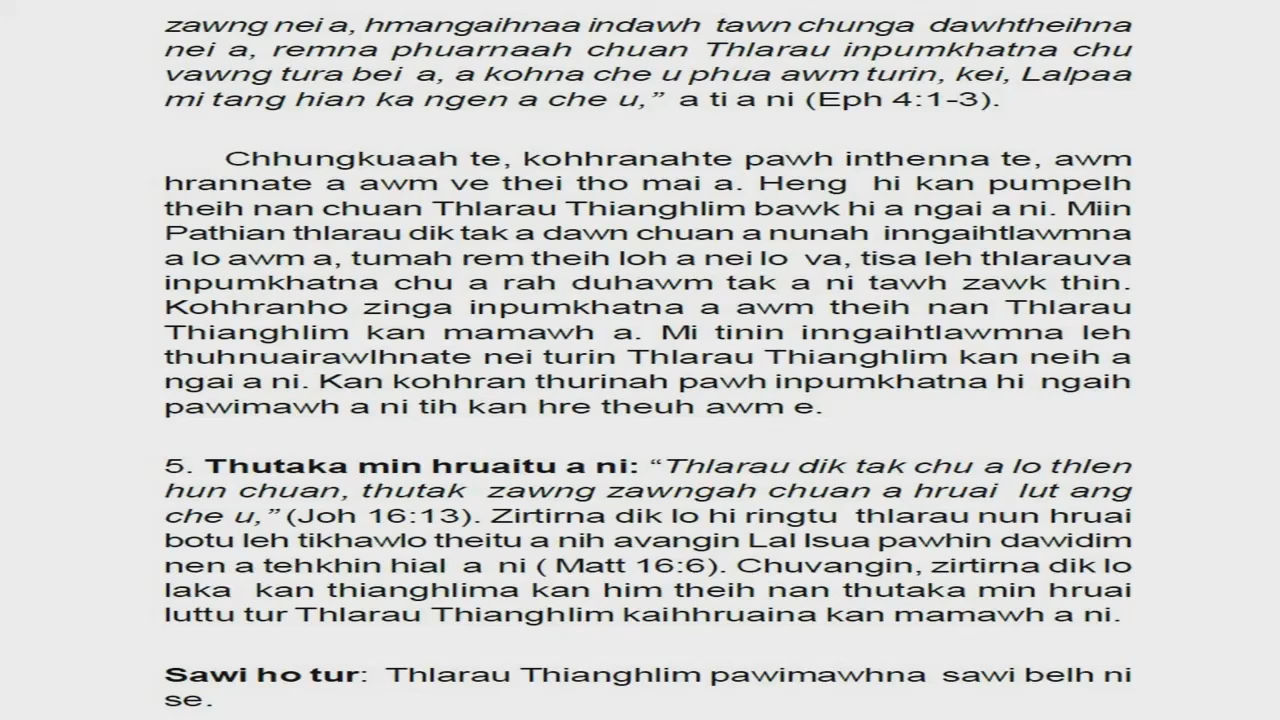 zawng nei a, hmangaihnaa indawh tawn chunga dawhtheihna
nei a, remna phuarnaah chuan Thlarau inpumkhatna chu
vawng tura bei a, a kohna che u phua awm turin, kei, Lalpaa
mi tang hian ka ngen a che u,” a ti a ni (Eph 4:1-3).
Chhungkuaah te, kohhranahte pawh inthenna te, awm
hrannate a awm ve thei tho mai a. Heng hi kan pumpelh
theih nan chuan Thlarau Thianghlim bawk hi a ngai a ni. Miin
Pathian thlarau dik tak a dawn chuan a nunah inngaihtlawmna
a lo awm a, tumah rem theih loh a nei lo va, tisa leh thlarauva
inpumkhatna chu a rah duhawm tak a ni tawh zawk thin.
Kohhranho zinga inpumkhatna a awm theih nan Thlarau
Thianghlim kan mamawh a. Mi tinin inngaihtlawmna leh
thuhnuairawlhnate nei turin Thlarau Thianghlim kan neih a
ngai a ni. Kan kohhran thurinah pawh inpumkhatna hi ngaih
pawimawh a ni tih kan hre theuh awm e.
5. Thutaka min hruaitu a ni: “Thlarau dik tak chu a lo thlen
hun chuan, thutak zawng zawngah chuan a hruai lut ang
che u,” (Joh 16:13). Zirtirna dik lo hi ringtu thlarau nun hruai
botu leh tikhawlo theitu a nih avangin Lal Isua pawhin dawidim
nen a tehkhin hial a ni ( Matt 16:6). Chuvangin, zirtirna dik lo
laka kan thianghlima kan him theih nan thutaka min hruai
luttu tur Thlarau Thianghlim kaihhruaina kan mamawh a ni.
Sawi ho tur: Thlarau Thianghlim pawimawhna sawi belh ni
se.